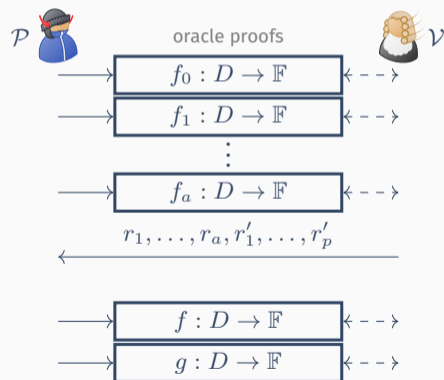 𝒫 oracle proofs 𝒱
f₀ : D → 𝔽
f₁ : D → 𝔽
⋮
fₐ : D → 𝔽
r₁, . . . , rₐ, r′₁, . . . , r′ₚ
f : D → 𝔽
g : D → 𝔽